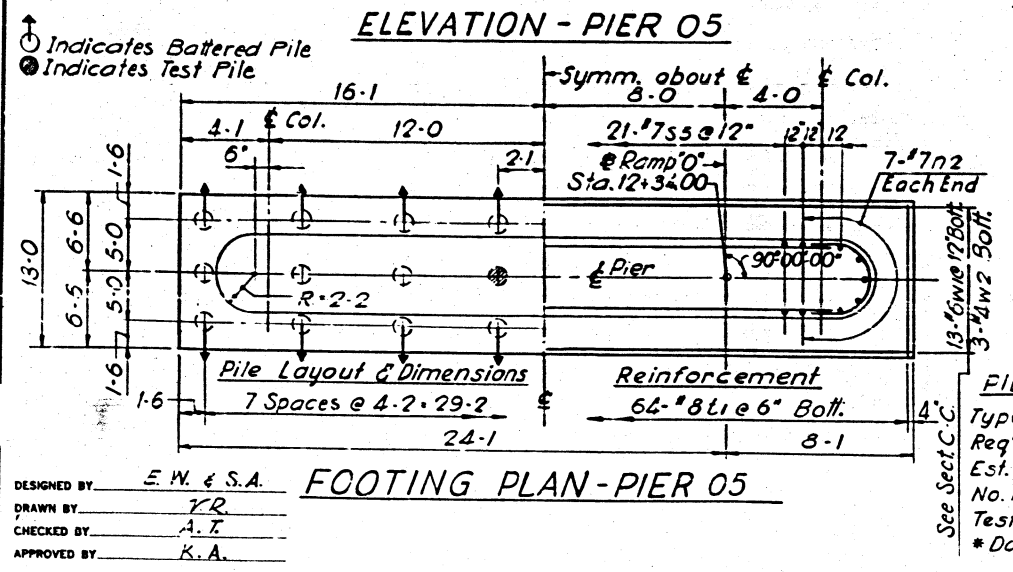 ELEVATION - PIER 05
Indicates Battered Pile
Indicates Test Pile
Symm. about ℄
℄ Col.
16-1
8-0
4-0
4-1
℄ Col.
12-0
21-#7s5 @ 12"
12" 12" 12
6"
2-1
℄ Ramp "O"
Sta. 12+
7-#7n2
Each End
1-6
13-0
6-6
5-0
6-5
5-0
1-6
℄ Pier
90°00'00"
R=2-2
13-#6w1@12"Bott.
3-#4w2 Bott.
Pile Layout & Dimensions
Reinforcement
1-6
7 Spaces @ 4-2=29-2
℄
64-#8t1 @ 6" Bott.
4"
24-1
8-1
See Sect. C-C
Req
Est.
No.
* Do
FOOTING PLAN - PIER 05
DESIGNED BY E. W. & S.A.
DRAWN BY
CHECKED BY A. T.
APPROVED BY K. A.